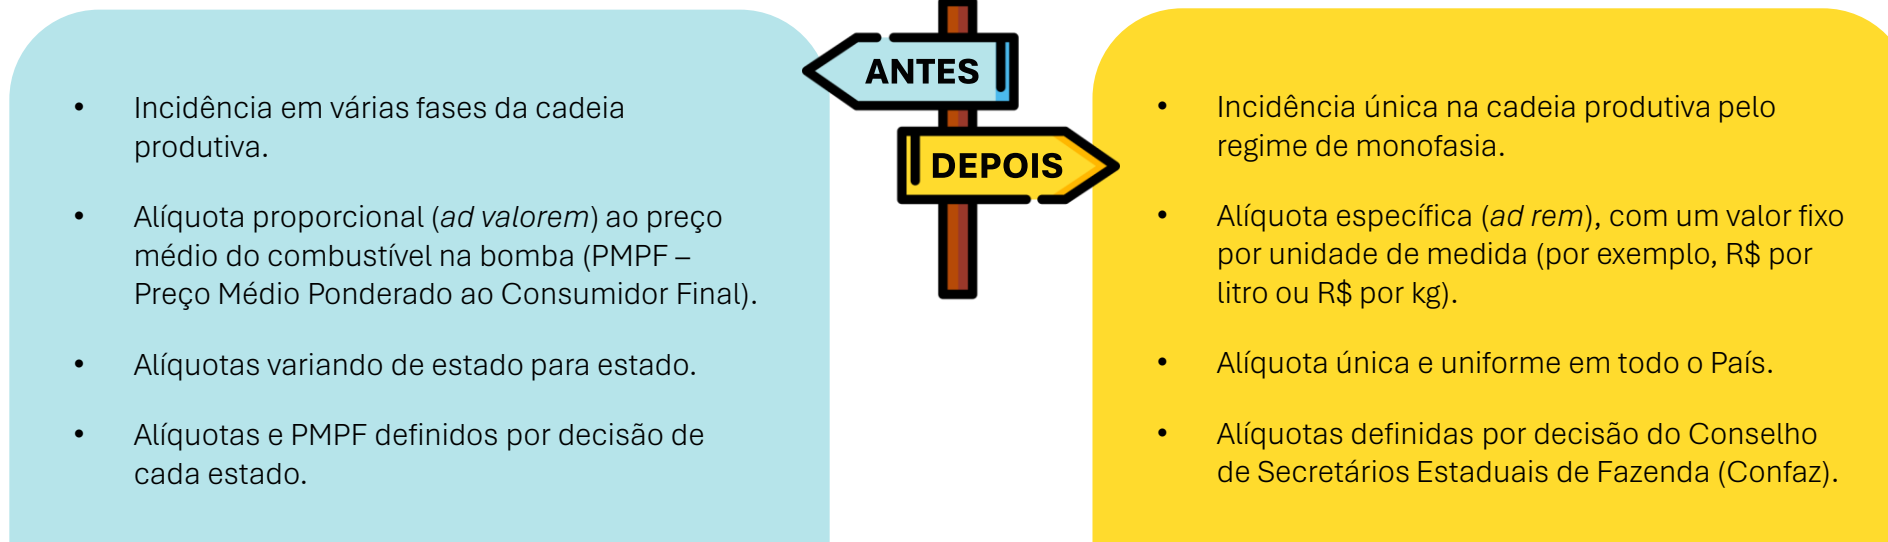 ANTES
DEPOIS
• Incidência em várias fases da cadeia
produtiva.
• Alíquota proporcional (ad valorem) ao preço
médio do combustível na bomba (PMPF –
Preço Médio Ponderado ao Consumidor Final).
• Alíquotas variando de estado para estado.
• Alíquotas e PMPF definidos por decisão de
cada estado.
• Incidência única na cadeia produtiva pelo
regime de monofasia.
• Alíquota específica (ad rem), com um valor fixo
por unidade de medida (por exemplo, R$ por
litro ou R$ por kg).
• Alíquota única e uniforme em todo o País.
• Alíquotas definidas por decisão do Conselho
de Secretários Estaduais de Fazenda (Confaz).